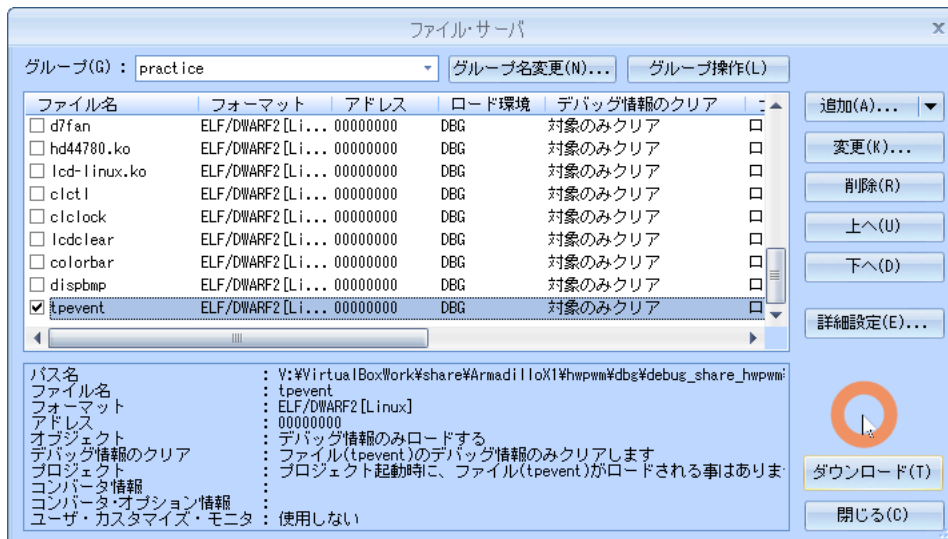 ファイル・サーバ
グループ(G) : practice グループ名変更(N)... グループ操作(L)
ファイル名 フォーマット アドレス ロード環境 デバッグ情報のクリア
d7fan ELF/DWARF2[Li... 00000000 DBG 対象のみクリア
hd44780.ko ELF/DWARF2[Li... 00000000 DBG 対象のみクリア
lcd-linux.ko ELF/DWARF2[Li... 00000000 DBG 対象のみクリア
clctl ELF/DWARF2[Li... 00000000 DBG 対象のみクリア
clclock ELF/DWARF2[Li... 00000000 DBG 対象のみクリア
lcdclear ELF/DWARF2[Li... 00000000 DBG 対象のみクリア
colorbar ELF/DWARF2[Li... 00000000 DBG 対象のみクリア
dispbmp ELF/DWARF2[Li... 00000000 DBG 対象のみクリア
tpevent ELF/DWARF2[Li... 00000000 DBG 対象のみクリア
追加(A)...
変更(K)...
削除(R)
上へ(U)
下へ(D)
詳細設定(E)...
パス名 : V:¥VirtualBoxWork¥share¥ArmadilloX1¥hwpwm¥dbg¥debug_share_hwpwm
ファイル名 : tpevent
フォーマット : ELF/DWARF2[Linux]
アドレス : 00000000
オブジェクト : デバッグ情報のみロードする
デバッグ情報のクリア : ファイル(tpevent)のデバッグ情報のみクリアします
プロジェクト : プロジェクト起動時に、ファイル(tpevent)がロードされる事はありま
コンバータ情報 :
コンバータ・オプション情報 :
ユーザ・カスタマイズ・モニタ : 使用しない
ダウンロード(T)
閉じる(C)